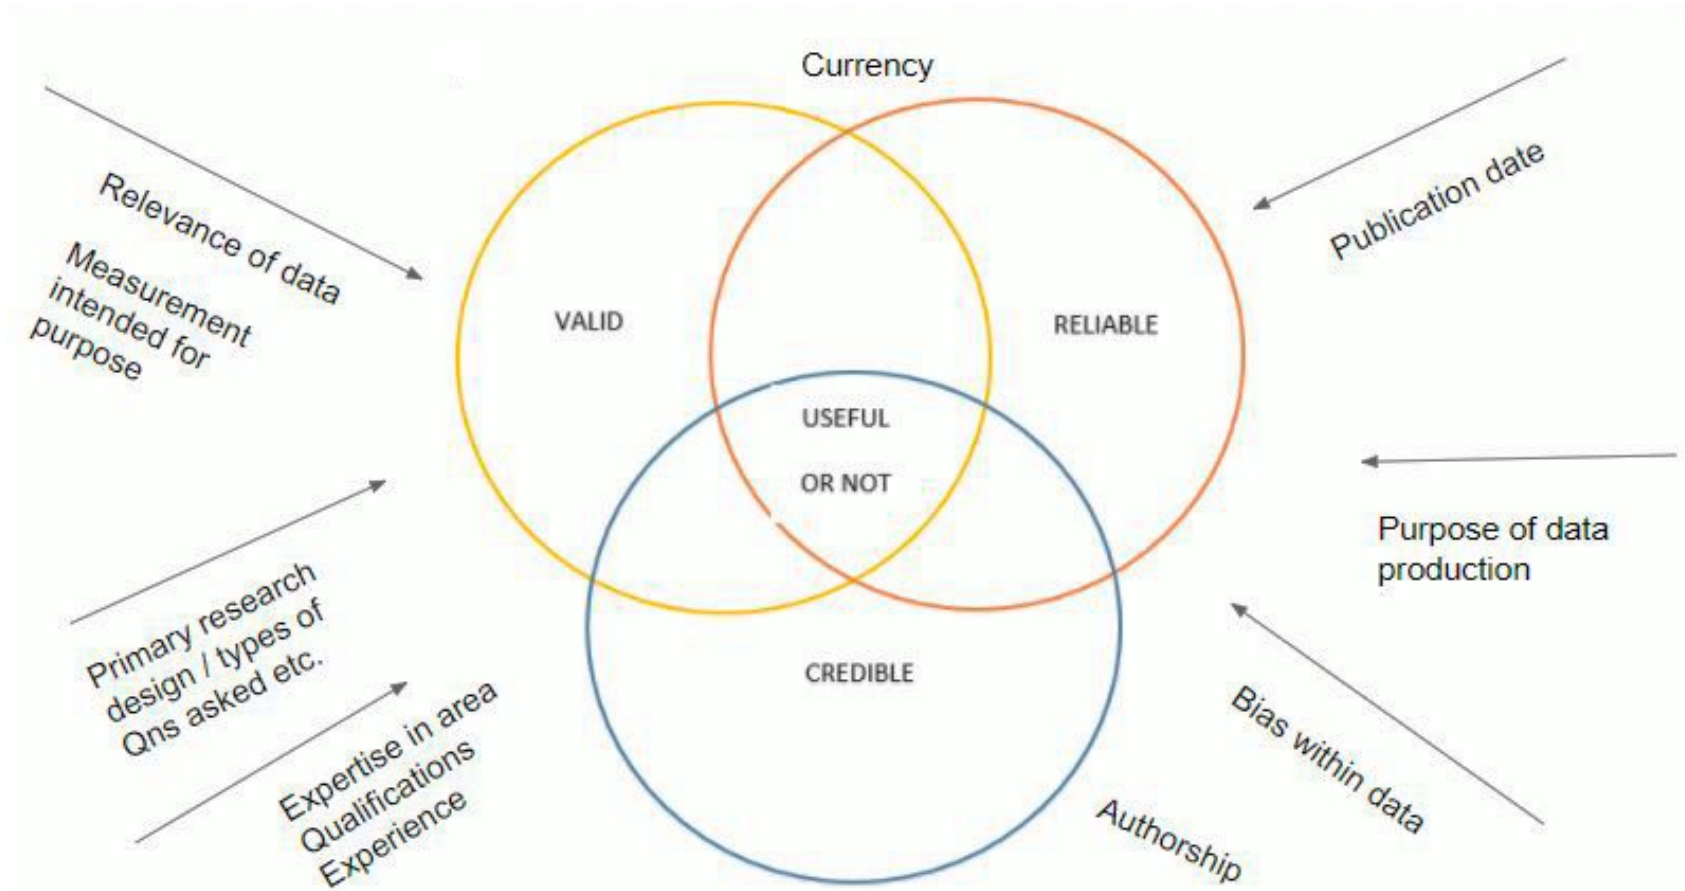 Currency
Relevance of data
Measurement
intended for
purpose
Publication date
VALID
RELIABLE
USEFUL
OR NOT
Purpose of data
production
Primary research
design / types of
Qns asked etc.
CREDIBLE
Expertise in area
Qualifications
Experience
Bias within data
Authorship